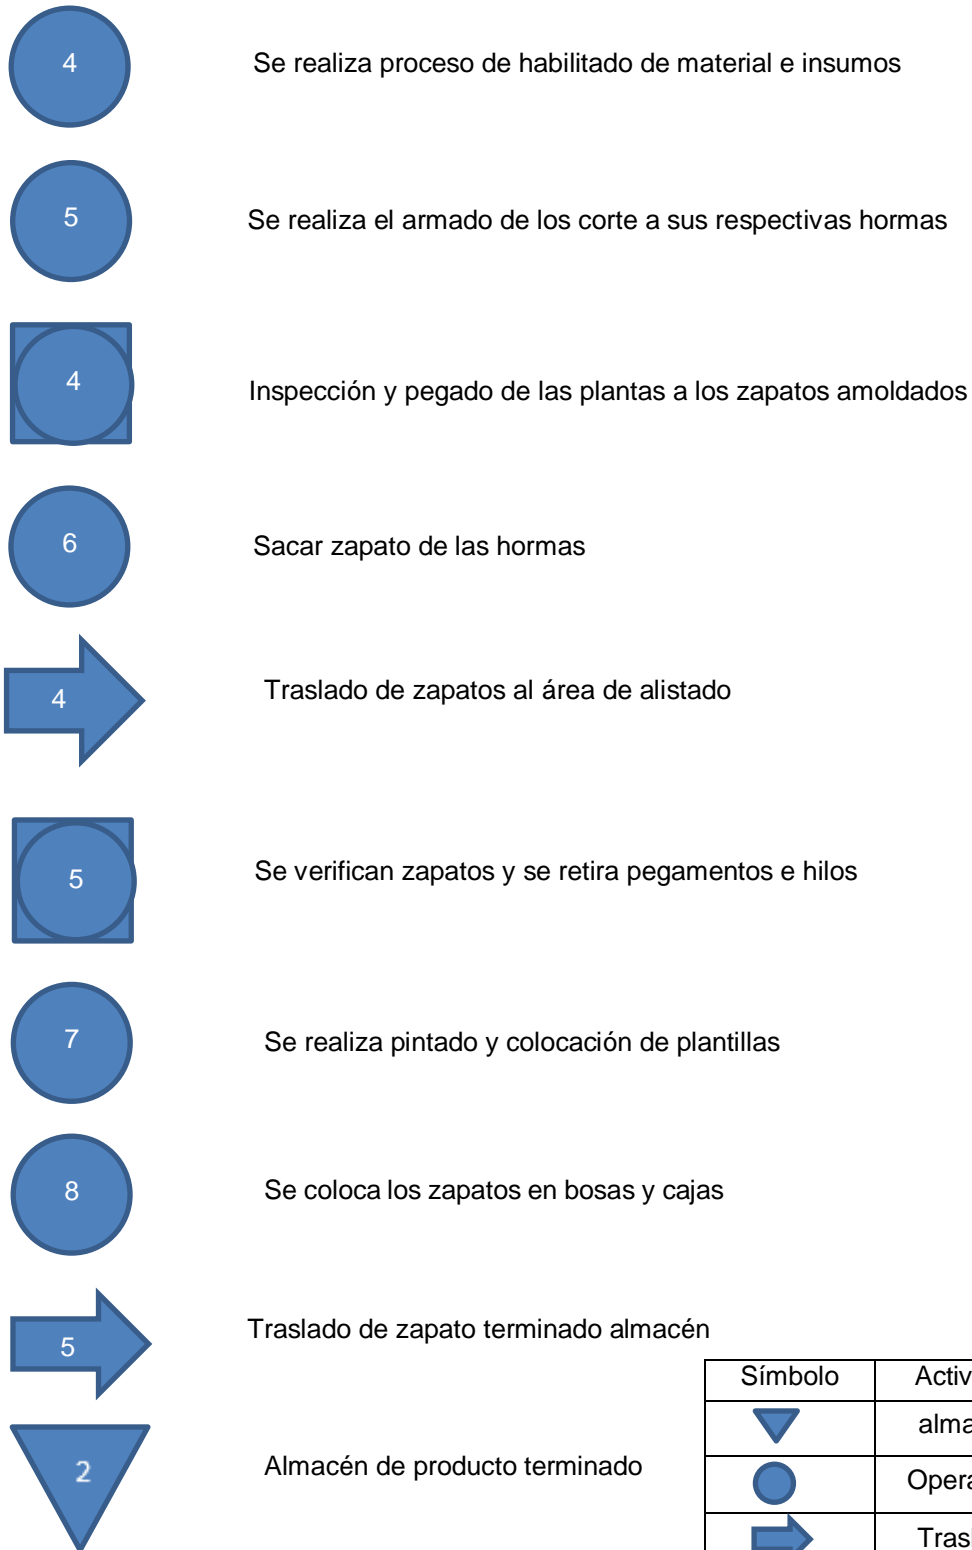 4
Se realiza proceso de habilitado de material e insumos
5
Se realiza el armado de los corte a sus respectivas hormas
4
Inspección y pegado de las plantas a los zapatos amoldados
6
Sacar zapato de las hormas
4
Traslado de zapatos al área de alistado
5
Se verifican zapatos y se retira pegamentos e hilos
7
Se realiza pintado y colocación de plantillas
8
Se coloca los zapatos en bosas y cajas
5
Traslado de zapato terminado almacén
2
Almacén de producto terminado
Símbolo Activ
alma
Opera
Tras